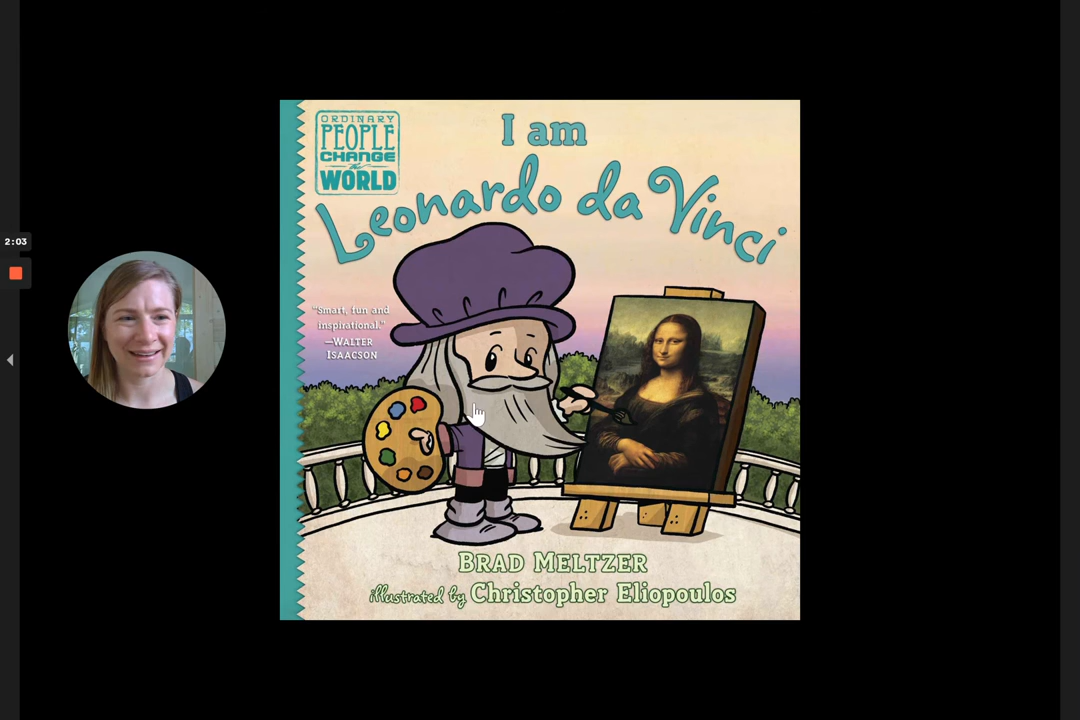 2:03
ORDINARY
PEOPLE
CHANGE
the
WORLD
I am
Leonardo da Vinci
"Smart, fun and
inspirational."
—WALTER
ISAACSON
BRAD MELTZER
illustrated by Christopher Eliopoulos